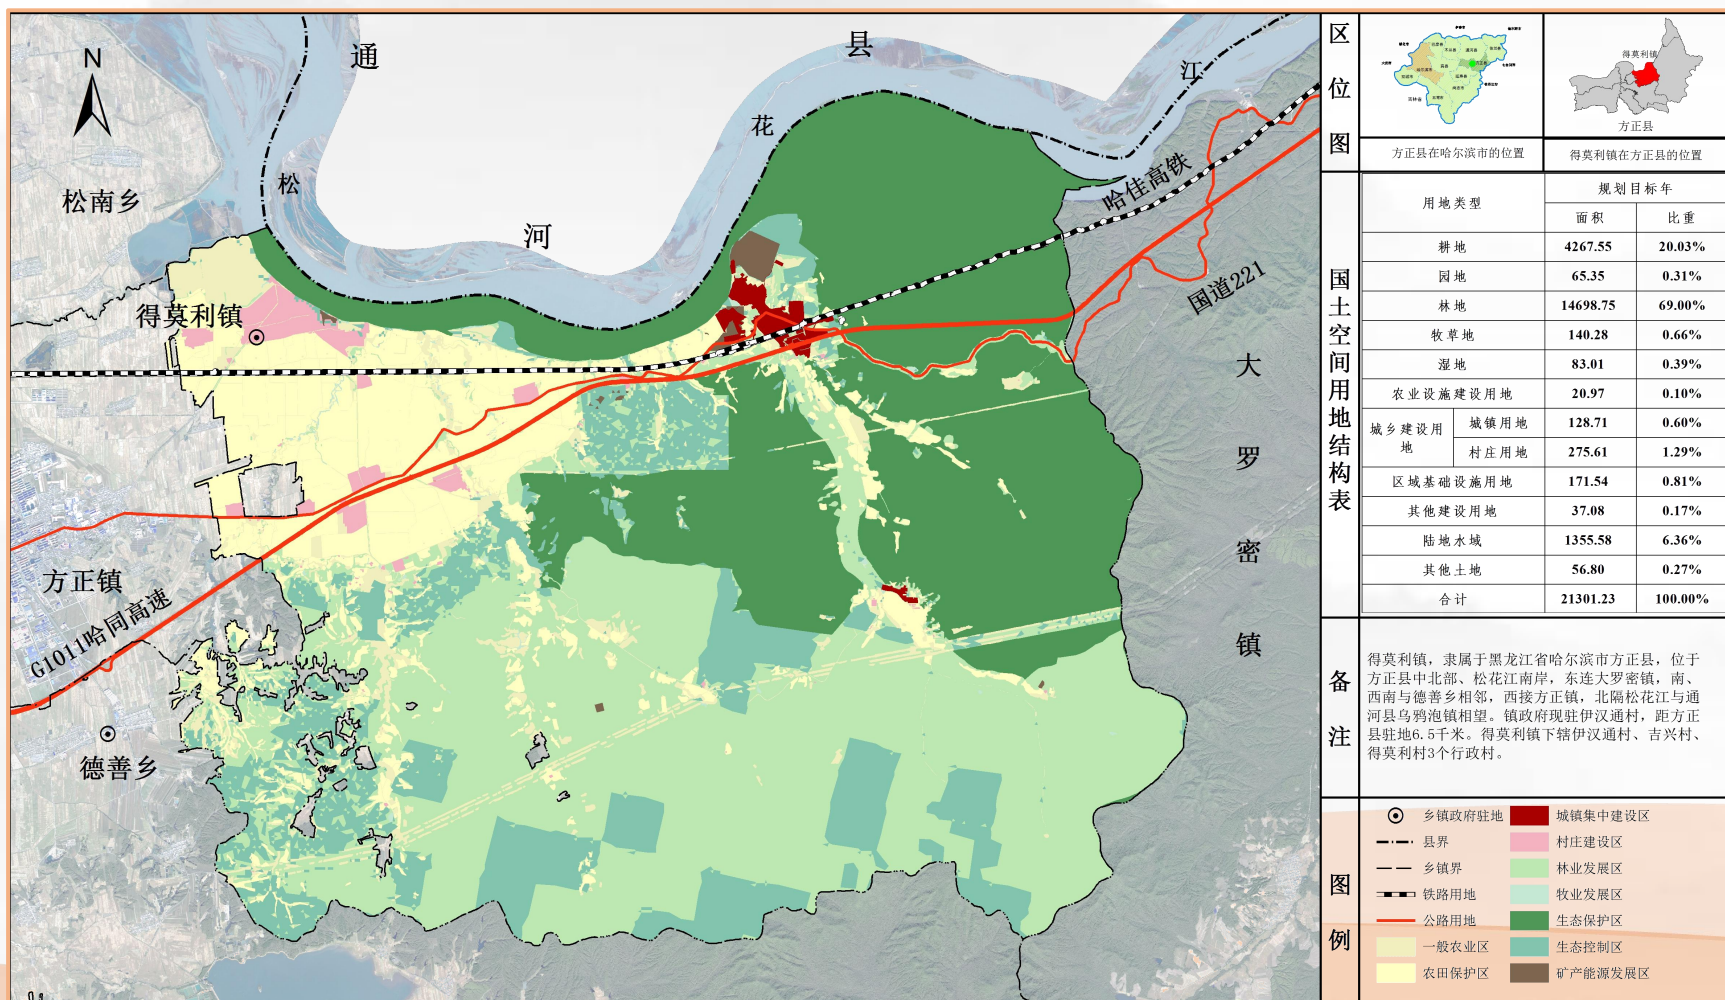 N
通
县
江
花
松
河
松南乡
哈佳高铁
国道221
得莫利镇
大
罗
密
镇
方正镇
G1011哈同高速
德善乡
区
位
图
得莫利镇
方正县
方正县在哈尔滨市的位置
得莫利镇在方正县的位置
国土空间用地结构表
用地类型 规划目标年
面积 比重
耕地 4267.55 20.03%
园地 65.35 0.31%
林地 14698.75 69.00%
牧草地 140.28 0.66%
湿地 83.01 0.39%
农业设施建设用地 20.97 0.10%
城乡建设用地 城镇用地 128.71 0.60%
村庄用地 275.61 1.29%
区域基础设施用地 171.54 0.81%
其他建设用地 37.08 0.17%
陆地水域 1355.58 6.36%
其他土地 56.80 0.27%
合计 21301.23 100.00%
备
注
得莫利镇，隶属于黑龙江省哈尔滨市方正县，位于
方正县中北部、松花江南岸，东连大罗密镇，南、
西南与德善乡相邻，西接方正镇，北隔松花江与通
河县乌鸦泡镇相望。镇政府现驻伊汉通村，距方正
县驻地6.5千米。得莫利镇下辖伊汉通村、吉兴村、
得莫利村3个行政村。
图
例
乡镇政府驻地 城镇集中建设区
县界 村庄建设区
乡镇界 林业发展区
铁路用地 牧业发展区
公路用地 生态保护区
一般农业区 生态控制区
农田保护区 矿产能源发展区